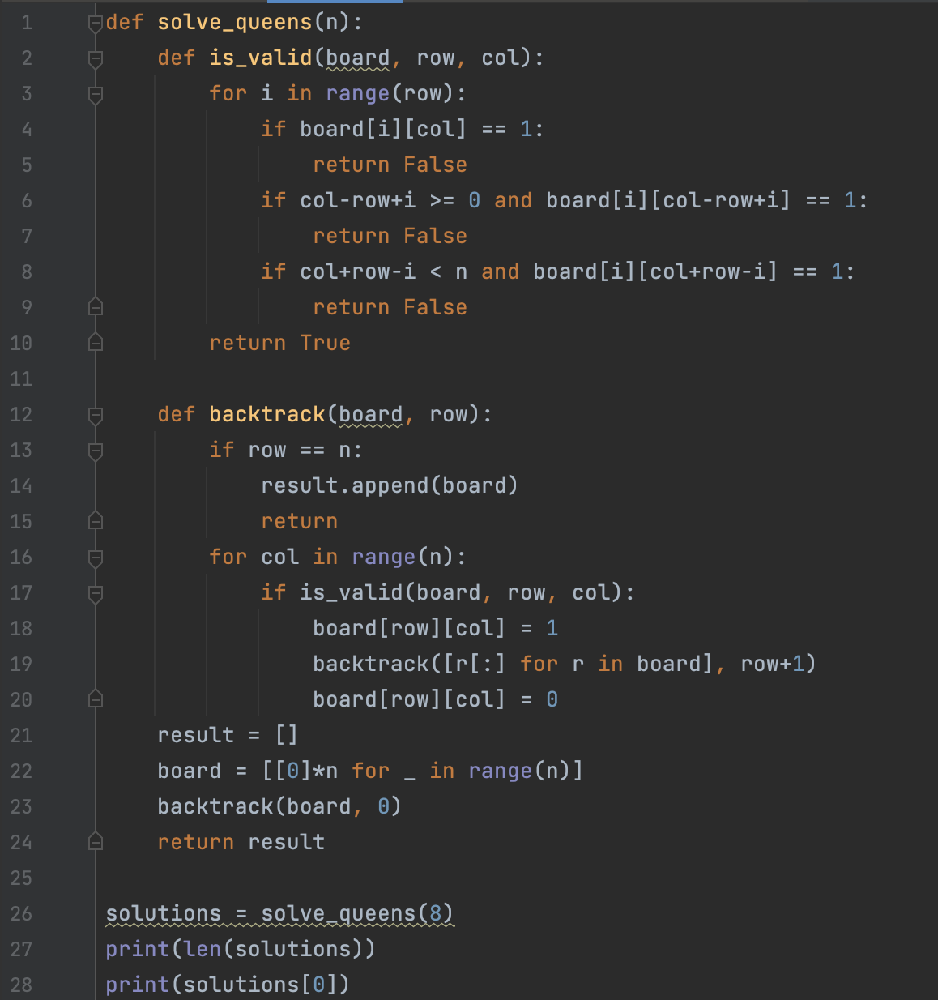 1 def solve_queens(n):
2     def is_valid(board, row, col):
3         for i in range(row):
4             if board[i][col] == 1:
5                 return False
6             if col-row+i >= 0 and board[i][col-row+i] == 1:
7                 return False
8             if col+row-i < n and board[i][col+row-i] == 1:
9                 return False
10         return True
11
12     def backtrack(board, row):
13         if row == n:
14             result.append(board)
15             return
16         for col in range(n):
17             if is_valid(board, row, col):
18                 board[row][col] = 1
19                 backtrack([r[:] for r in board], row+1)
20                 board[row][col] = 0
21     result = []
22     board = [[0]*n for _ in range(n)]
23     backtrack(board, 0)
24     return result
25
26 solutions = solve_queens(8)
27 print(len(solutions))
28 print(solutions[0])